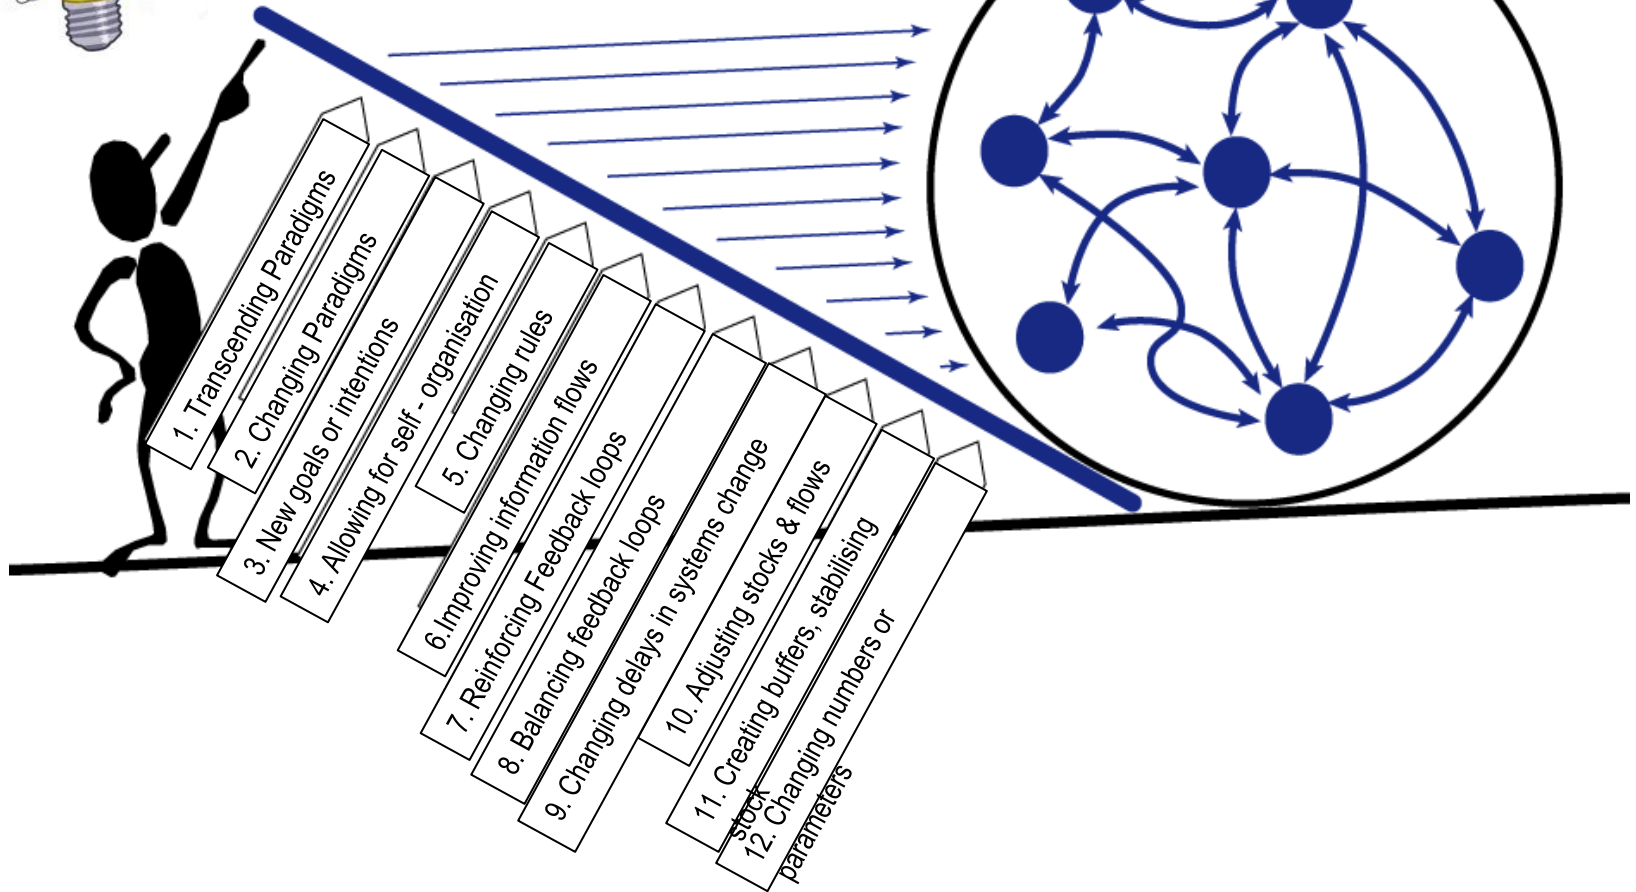 1. Transcending Paradigms
2. Changing Paradigms
3. New goals or intentions
4. Allowing for self - organisation
5. Changing rules
6.Improving information flows
7. Reinforcing Feedback loops
8. Balancing feedback loops
9. Changing delays in systems change
10. Adjusting stocks & flows
11. Creating buffers, stabilising
stock
12. Changing numbers or
parameters